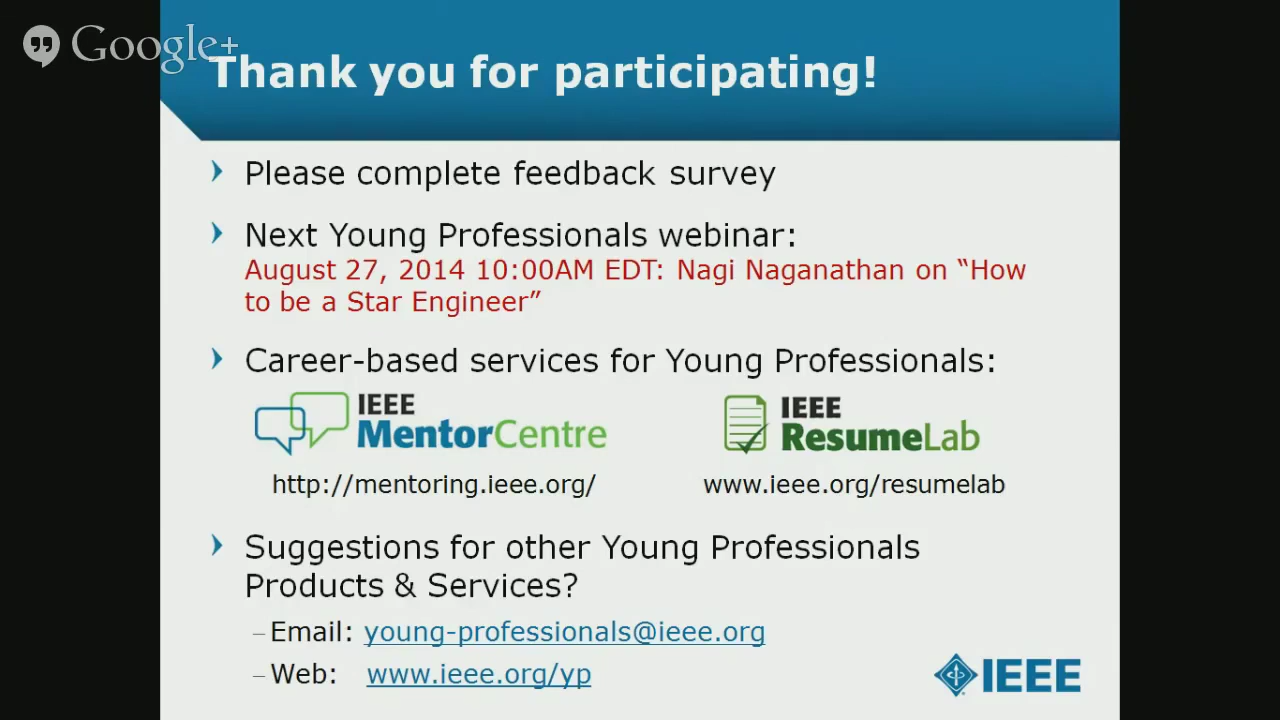 Google+
Thank you for participating!
Please complete feedback survey
Next Young Professionals webinar:
August 27, 2014 10:00AM EDT: Nagi Naganathan on “How
to be a Star Engineer”
Career-based services for Young Professionals:
IEEE
MentorCentre
http://mentoring.ieee.org/
IEEE
ResumeLab
www.ieee.org/resumelab
Suggestions for other Young Professionals
Products & Services?
–Email: young-professionals@ieee.org
–Web: www.ieee.org/yp
IEEE